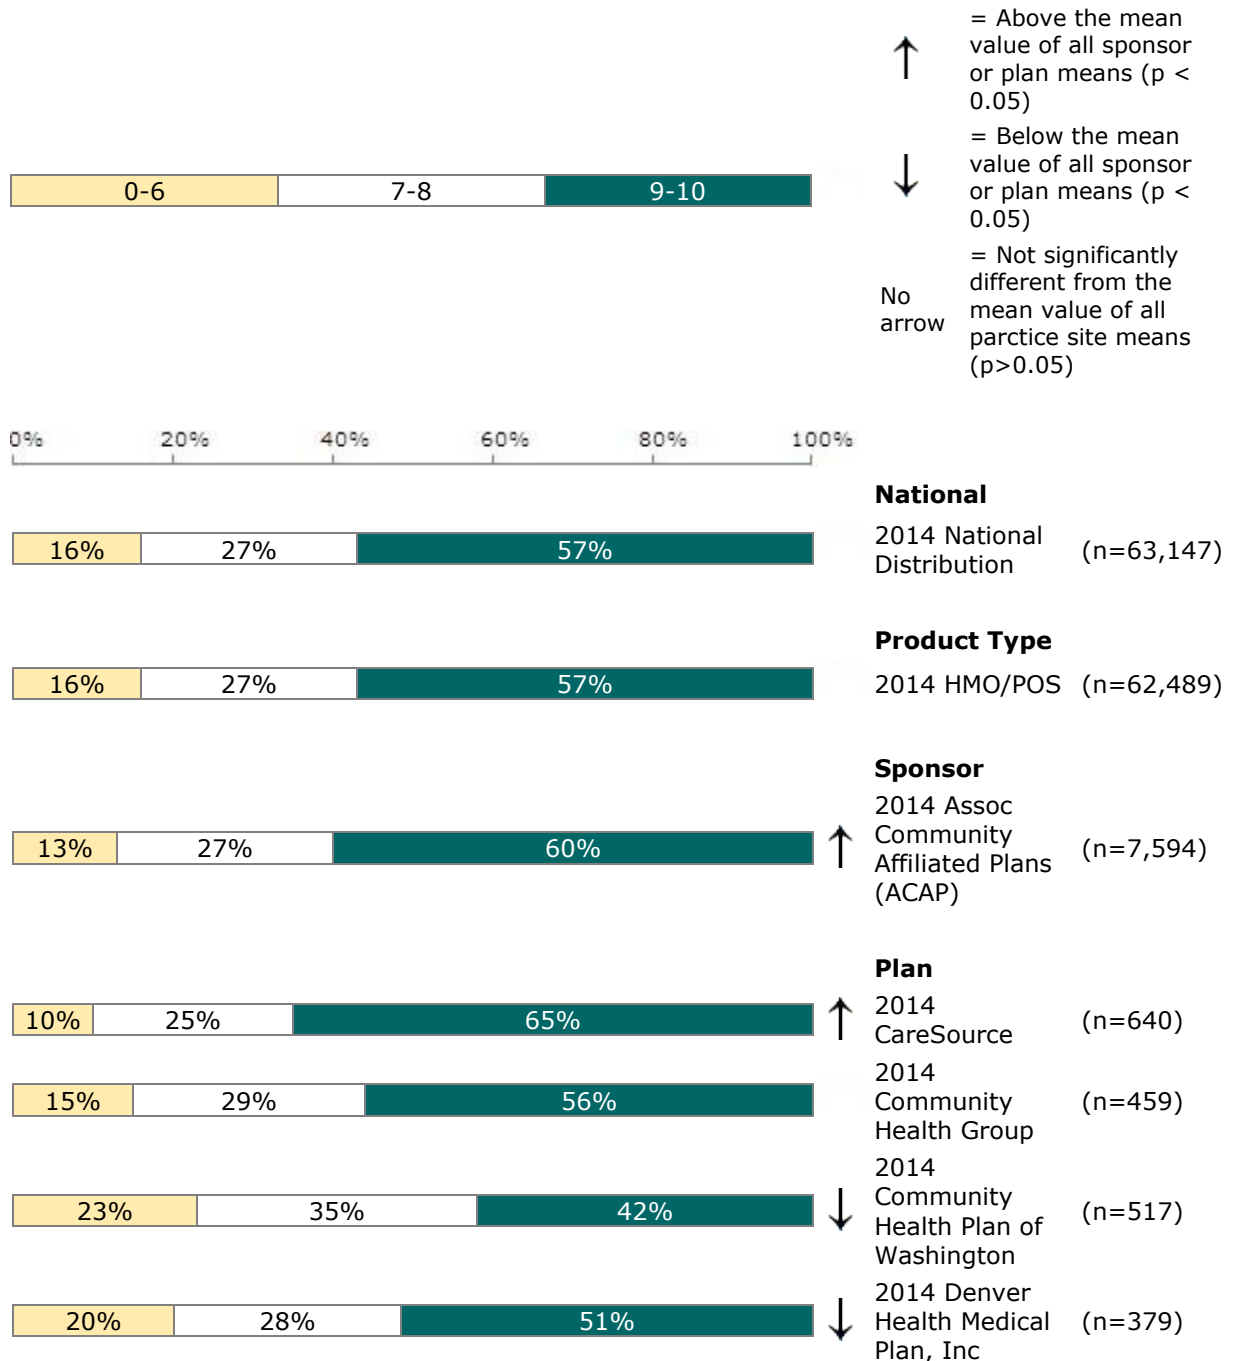 ↑ = Above the mean
value of all sponsor
or plan means (p <
0.05)
0-6 7-8 9-10
↓ = Below the mean
value of all sponsor
or plan means (p <
0.05)
No
arrow
= Not significantly
different from the
mean value of all
parctice site means
(p>0.05)
0% 20% 40% 60% 80% 100%
National
16% 27% 57%
2014 National
Distribution
(n=63,147)
Product Type
16% 27% 57% 2014 HMO/POS (n=62,489)
Sponsor
13% 27% 60% ↑
2014 Assoc
Community
Affiliated Plans
(ACAP)
(n=7,594)
Plan
10% 25% 65% ↑
2014
CareSource
(n=640)
15% 29% 56%
2014
Community
Health Group
(n=459)
23% 35% 42% ↓
2014
Community
Health Plan of
Washington
(n=517)
20% 28% 51% ↓
2014 Denver
Health Medical
Plan, Inc
(n=379)